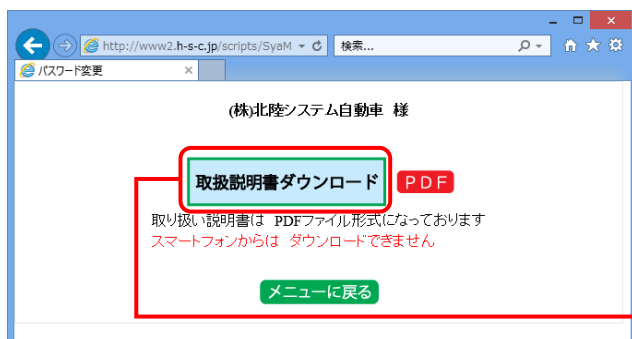 http://www2.h-s-c.jp/scripts/SyaM
検索...
パスワード変更
(株)北陸システム自動車 様
取扱説明書ダウンロード
PDF
取り扱い説明書は PDFファイル形式になっております
スマートフォンからは ダウンロードできません
メニューに戻る